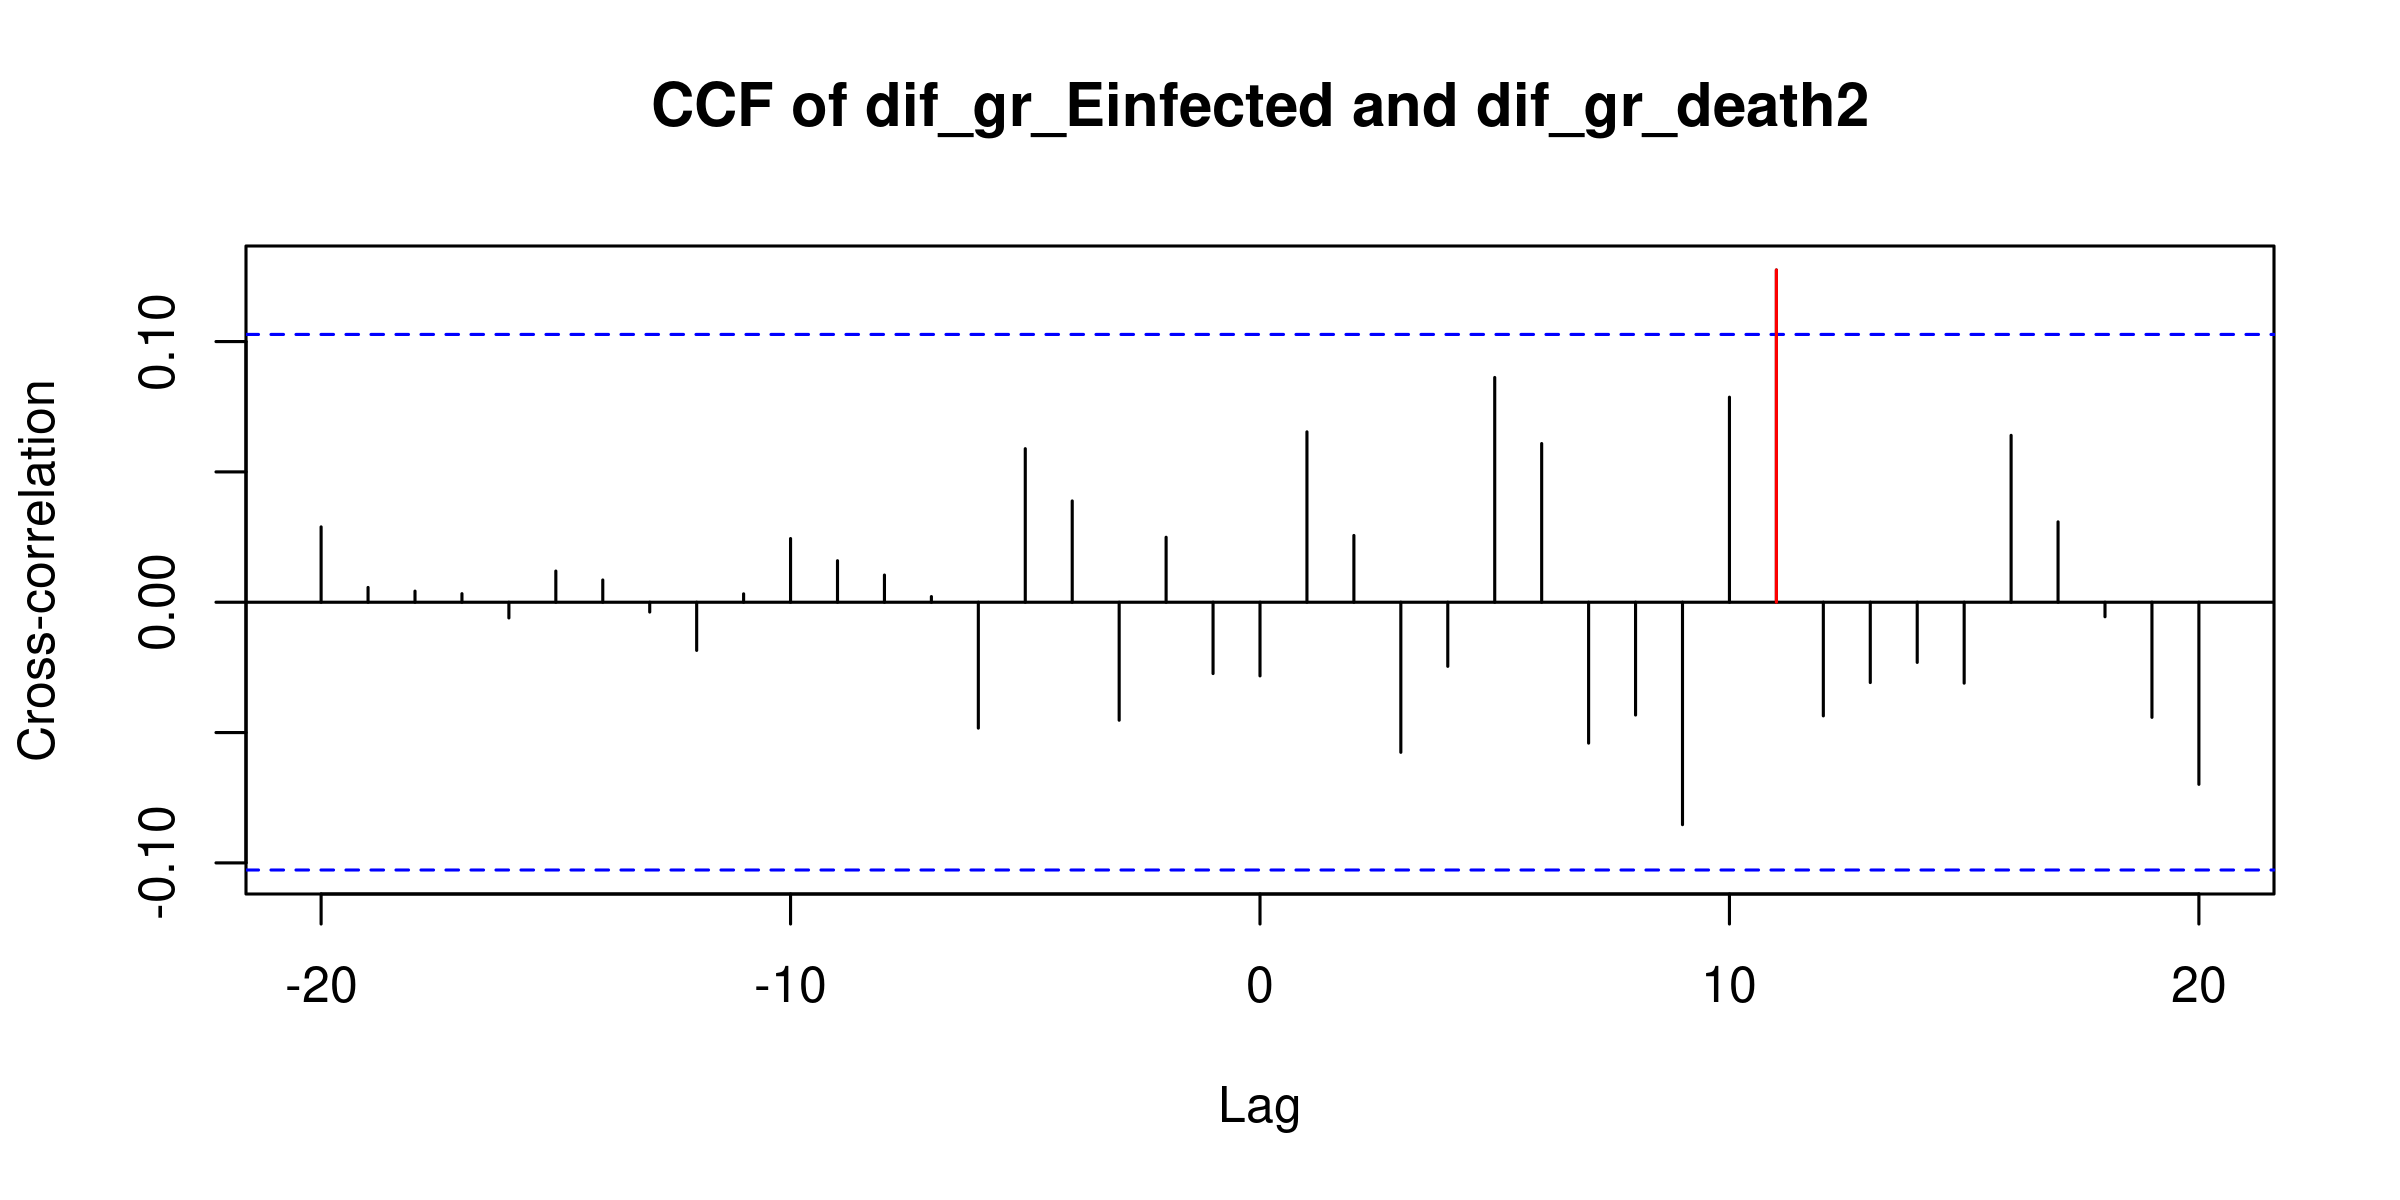 CCF of dif_gr_Einfected and dif_gr_death2
Cross-correlation
0.10
0.00
-0.10
-20 -10 0 10 20
Lag